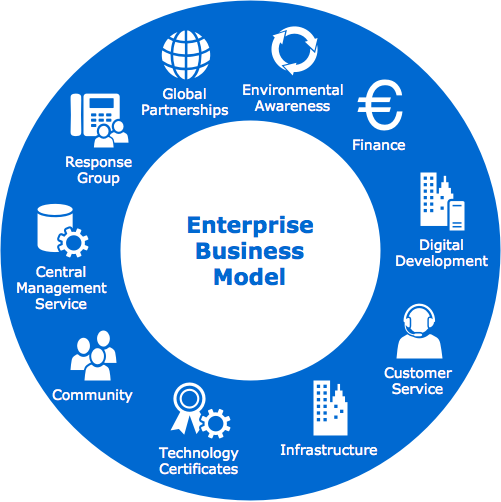 Enterprise
Business
Model
Environmental
Awareness
Finance
Digital
Development
Customer
Service
Infrastructure
Technology
Certificates
Community
Central
Management
Service
Response
Group
Global
Partnerships